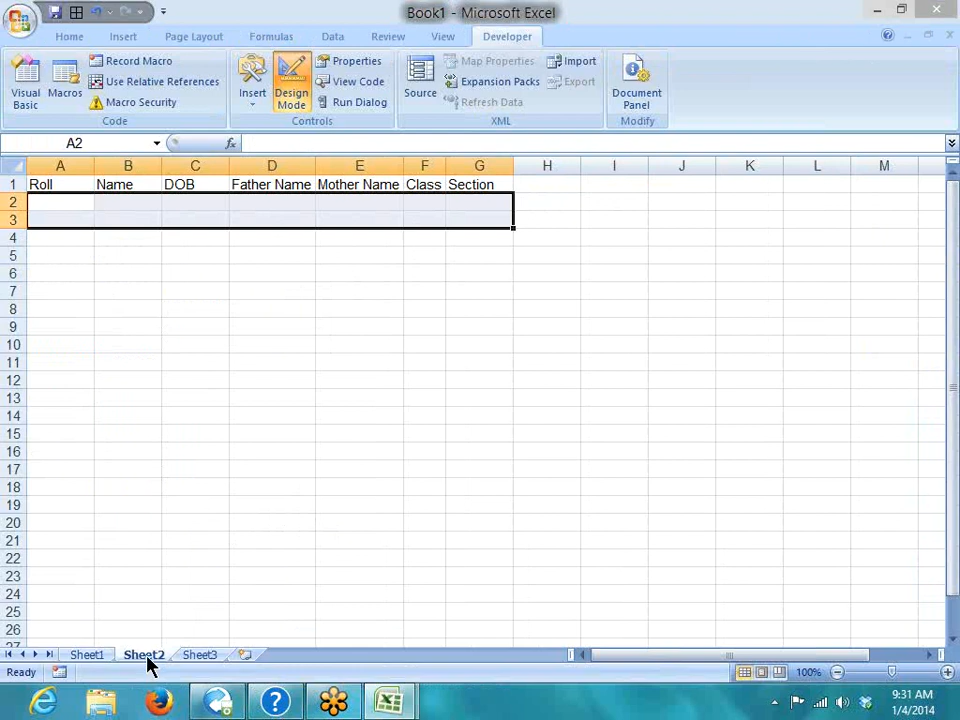 Book1 - Microsoft Excel
Home Insert Page Layout Formulas Data Review View Developer
Visual Basic
Macros
Record Macro
Use Relative References
Macro Security
Code
Insert
Design Mode
Properties
View Code
Run Dialog
Controls
Source
Map Properties
Expansion Packs
Refresh Data
Import
Export
XML
Document Panel
Modify
A2 fx
A B C D E F G H I J K L M
1 Roll Name DOB Father Name Mother Name Class Section
2
3
4
5
6
7
8
9
10
11
12
13
14
15
16
17
18
19
20
21
22
23
24
25
26
27
Sheet1 Sheet2 Sheet3
Ready 100%
9:31 AM
1/4/2014